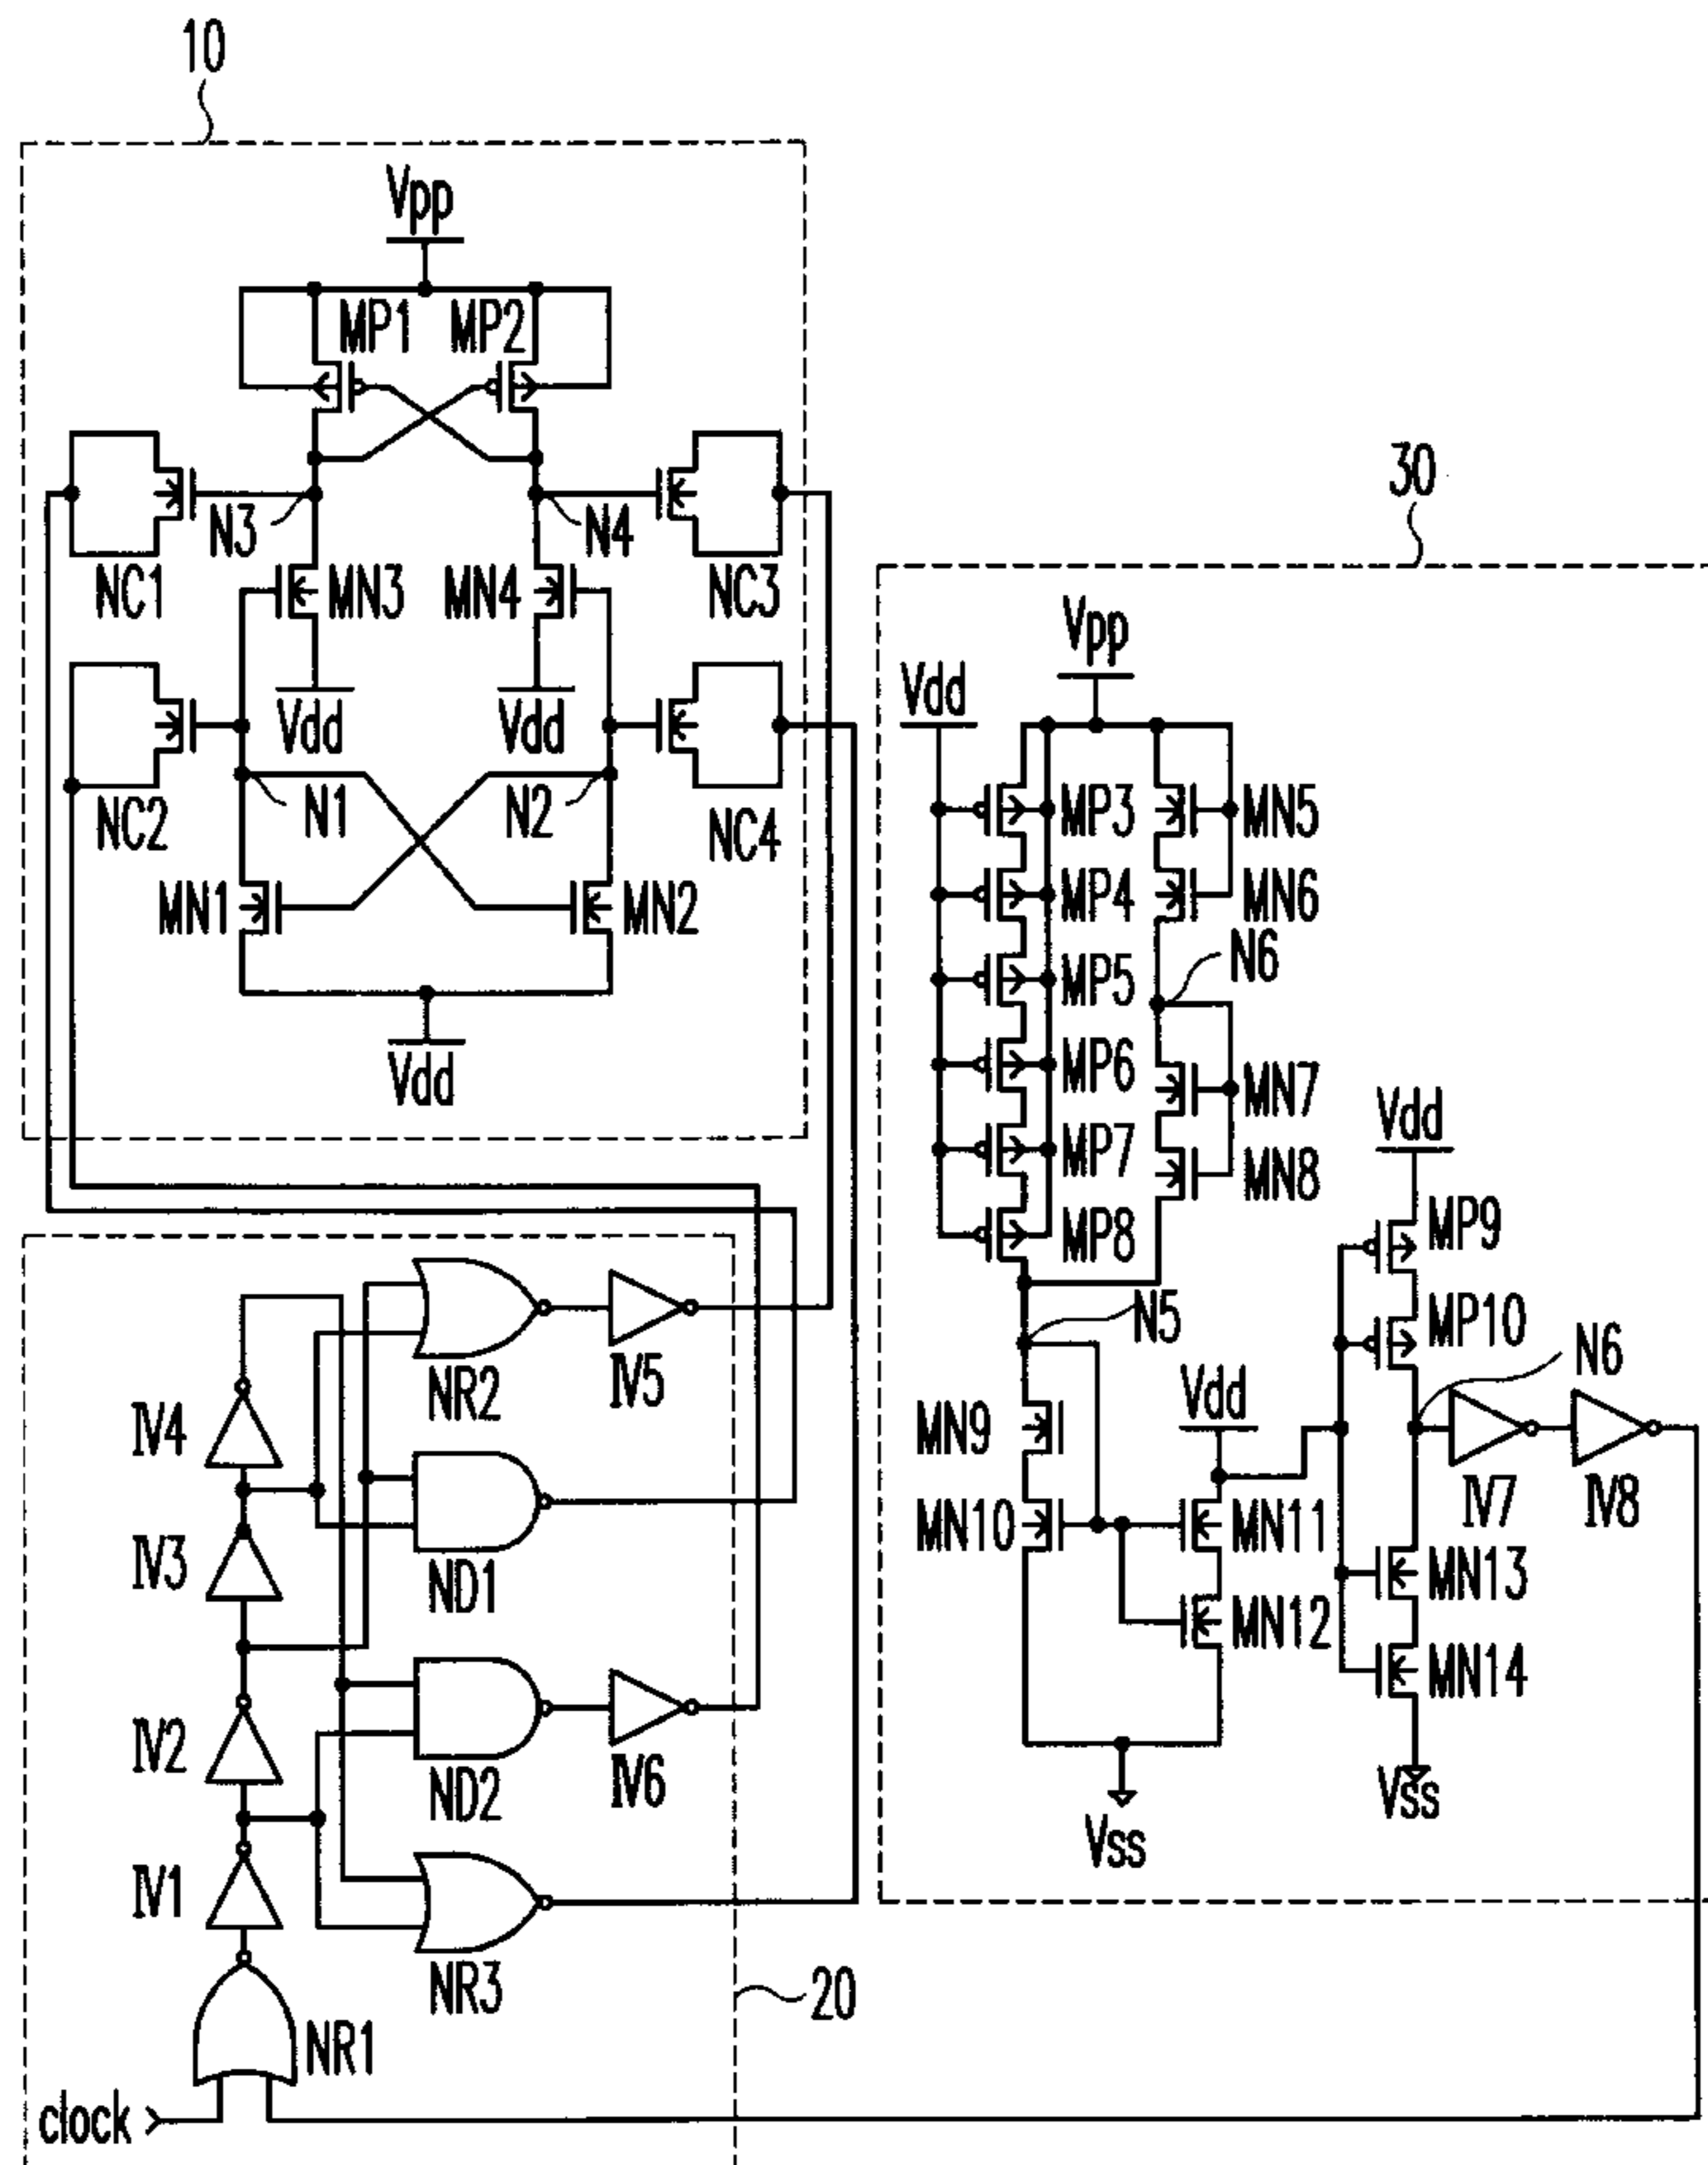 10
Vpp
MP1 MP2
N3 N4
NC1 MN3 MN4 NC3
Vdd Vdd
NC2 N1 N2 NC4
MN1 MN2
Vdd
30
Vpp
Vdd
MP3 MN5
MP4 MN6
N6
MP5
MP6 MN7
MP7 MN8
MP8
Vdd
MP9
N5 MP10 N6
MN9 Vdd
IV7 IV8
MN10 MN11
MN13
MN12
MN14
Vss Vss
NR2 IV5
IV4
IV3 ND1
IV2 ND2 IV6
IV1
NR3
20
NR1
clock